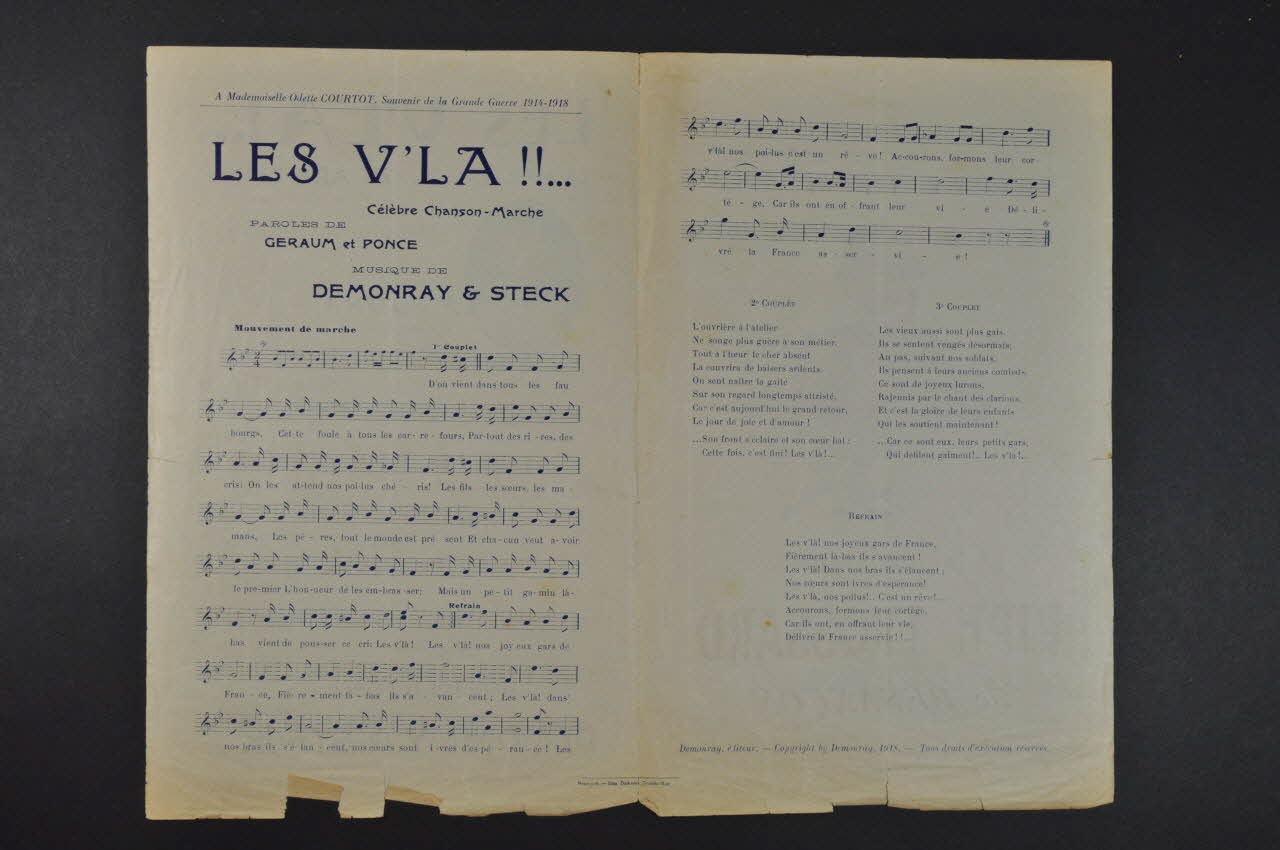 A Mademoiselle Odette COURTOT, Souvenir de la Grande Guerre 1914-1918
LES V'LA !!...
Célèbre Chanson-Marche
PAROLES DE
GERAUM et PONCE
MUSIQUE DE
DEMONRAY & STECK
Mouvement de marche
1er Couplet
D'où vient dans tous les fau
bourgs, Cet te foule à tous les car- re - fours, Par-tout des ri - res, des
cris; On les at-tend nos poi-lus ché - ris! Les fils les sœurs, les ma -
mans, Les pè - res, tout le monde est pré sent Et cha-cun veut a-voir
le pre-mier L'hon-neur de les em-bras-ser; Mais un pe - tit ga-min là-
bas vient de pous-ser ce cri: Les v'là!
Refrain
Les v'là! nos joy eux gars de
Fran - ce, Fiè-re - ment là - bas ils s'a - van - cent ; Les v'là! dans
nos bras ils s'é-lan - cent, nos cœurs sont i -vres d'es-pé - ran - ce ! Les
v'là! nos poi-lus c'est un rê - ve! Ac-cou-rons, for-mons leur cor-
tè - ge, Car ils ont en of - frant leur vi - e Dé - li -
vré la France as - ser - vi - e !
2e COUPLET
L'ouvrière à l'atelier
Ne songe plus guère à son métier.
Tout à l'heur' le cher absent
La couvrira de baisers ardents.
On sent naître la gaîté
Sur son regard longtemps attristé.
Car c'est aujourd'hui le grand retour,
Le jour de joie et d'amour !
...Son front s'éclaire et son cœur bat :
Cette fois, c'est fini ! Les v'là !...
3e COUPLET
Les vieux aussi sont plus gais.
Ils se sentent vengés désormais;
Au pas, suivant nos soldats,
Ils pensent à leurs anciens combats.
Ce sont de joyeux lurons,
Rajeunis par le chant des clairons,
Et c'est la gloire de leurs enfants
Qui les soutient maintenant !
...Car ce sont eux, leurs petits gars,
Qui défilent gaîment!.. Les v'là!...
REFRAIN
Les v'là! nos joyeux gars de France,
Fièrement là-bas ils s'avancent !
Les v'là! Dans nos bras ils s'élancent ;
Nos cœurs sont ivres d'espérance!
Les v'là, nos poilus!.. C'est un rêve!...
Accourons, formons leur cortège,
Car ils ont, en offrant leur vie,
Délivré la France asservie ! !...
Demonray, éditeur. — Copyright by Demonray, 1918. — Tous droits d'exécution réservés.